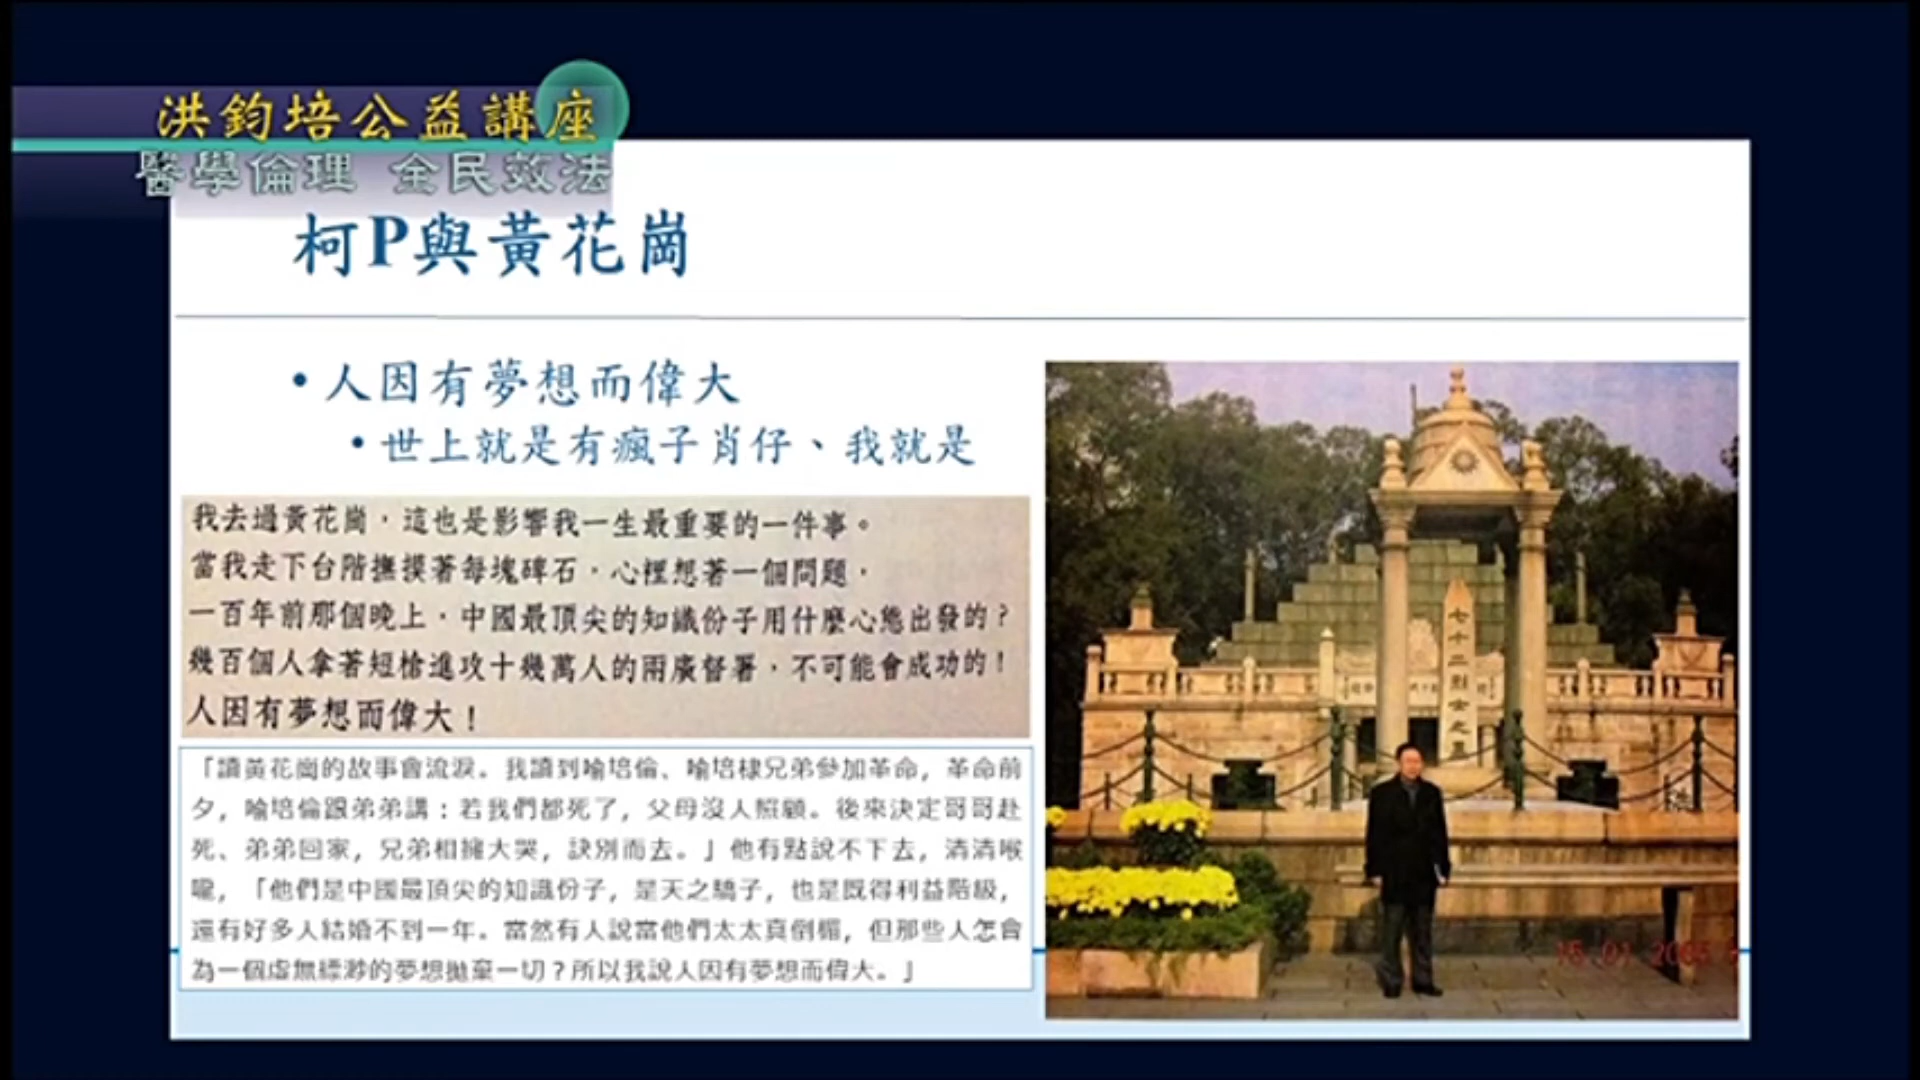 洪鈞培公益講座
醫學倫理 全民效法
柯P與黃花崗
• 人因有夢想而偉大
• 世上就是有瘋子肖仔、我就是
我去過黃花崗，這也是影響我一生最重要的一件事。
當我走下台階撫摸著每塊碑石，心裡想著一個問題，
一百年前那個晚上，中國最頂尖的知識份子用什麼心態出發的？
幾百個人拿著短槍進攻十幾萬人的兩廣督署，不可能會成功的！
人因有夢想而偉大！
「讀黃花崗的故事會流淚。我讀到喻培倫、喻培棣兄弟參加革命，革命前
夕，喻培倫跟弟弟講：若我們都死了，父母沒人照顧。後來決定哥哥赴
死、弟弟回家，兄弟相擁大哭，訣別而去。」他有點說不下去，清清喉
嚨，「他們是中國最頂尖的知識份子，是天之驕子，也是既得利益階級，
還有好多人結婚不到一年。當然有人說當他們太太真倒楣，但那些人怎會
為一個虛無縹渺的夢想拋棄一切？所以我說人因有夢想而偉大。」
七十二烈士之墓